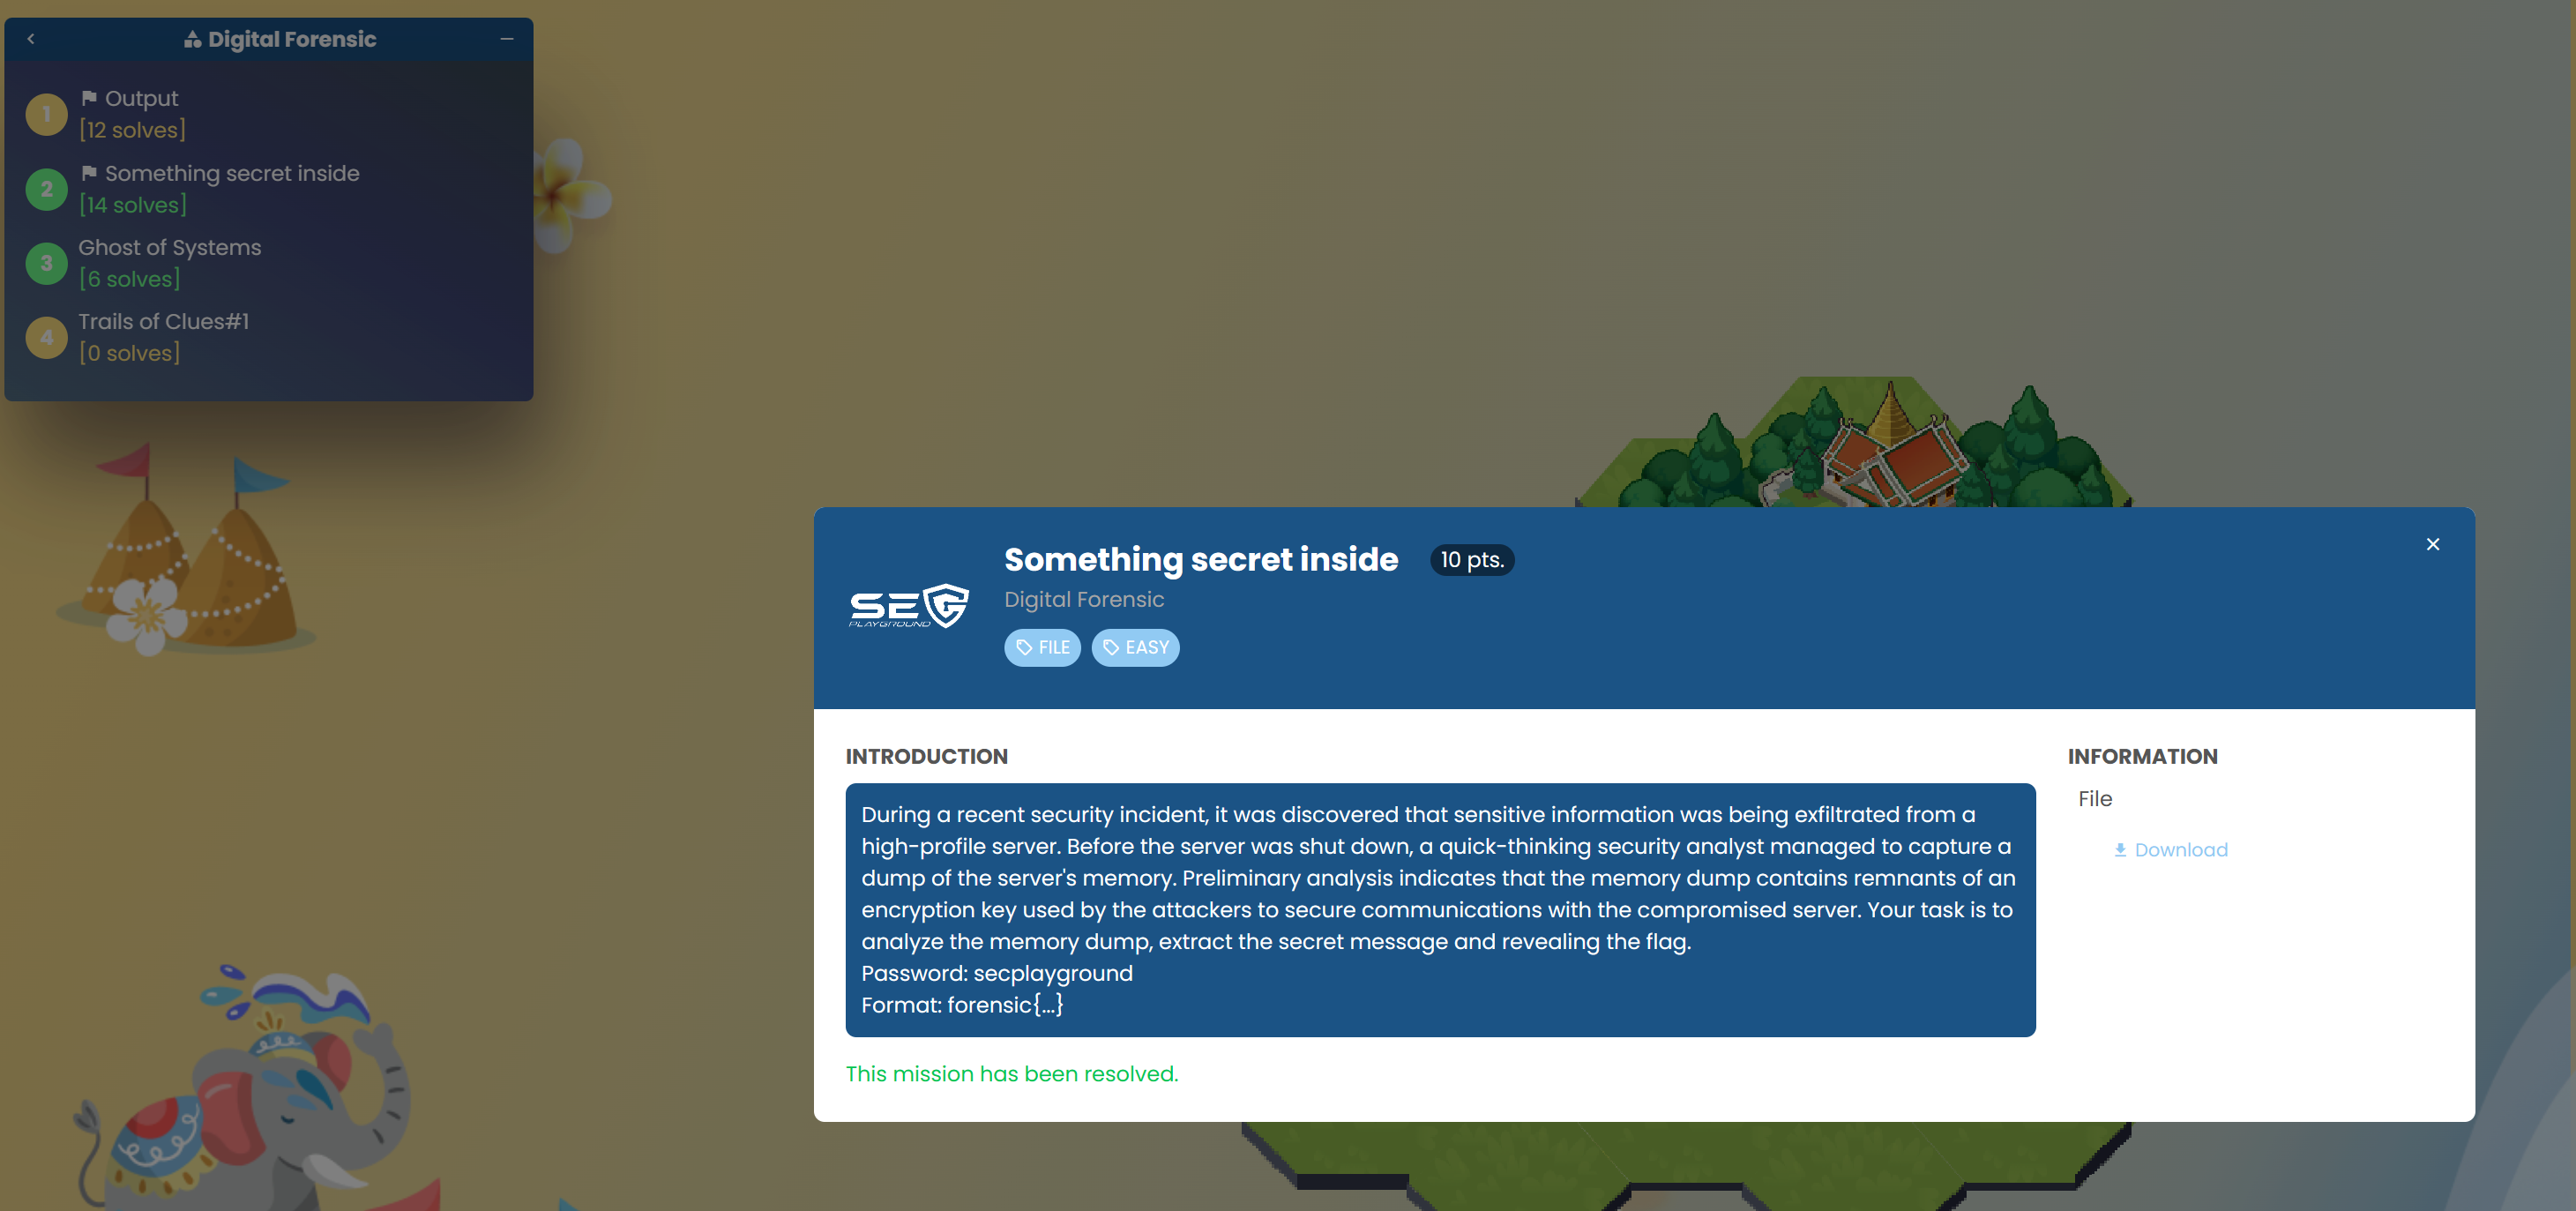 Digital Forensic
1
Output
[12 solves]
2
Something secret inside
[14 solves]
3
Ghost of Systems
[6 solves]
4
Trails of Clues#1
[0 solves]
Something secret inside
10 pts.
SEC
PLAYGROUND
Digital Forensic
FILE
EASY
INTRODUCTION
During a recent security incident, it was discovered that sensitive information was being exfiltrated from a
high-profile server. Before the server was shut down, a quick-thinking security analyst managed to capture a
dump of the server's memory. Preliminary analysis indicates that the memory dump contains remnants of an
encryption key used by the attackers to secure communications with the compromised server. Your task is to
analyze the memory dump, extract the secret message and revealing the flag.
Password: secplayground
Format: forensic{...}
This mission has been resolved.
INFORMATION
File
Download